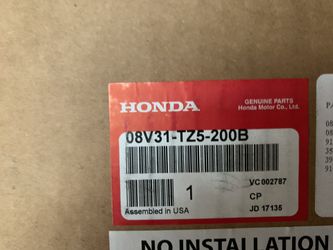 HONDA
GENUINE PARTS
Honda Motor Co., Ltd.
08V31-TZ5-200B
1
VC 002787
CP
JD 17135
Assembled in USA
NO INSTALLATION